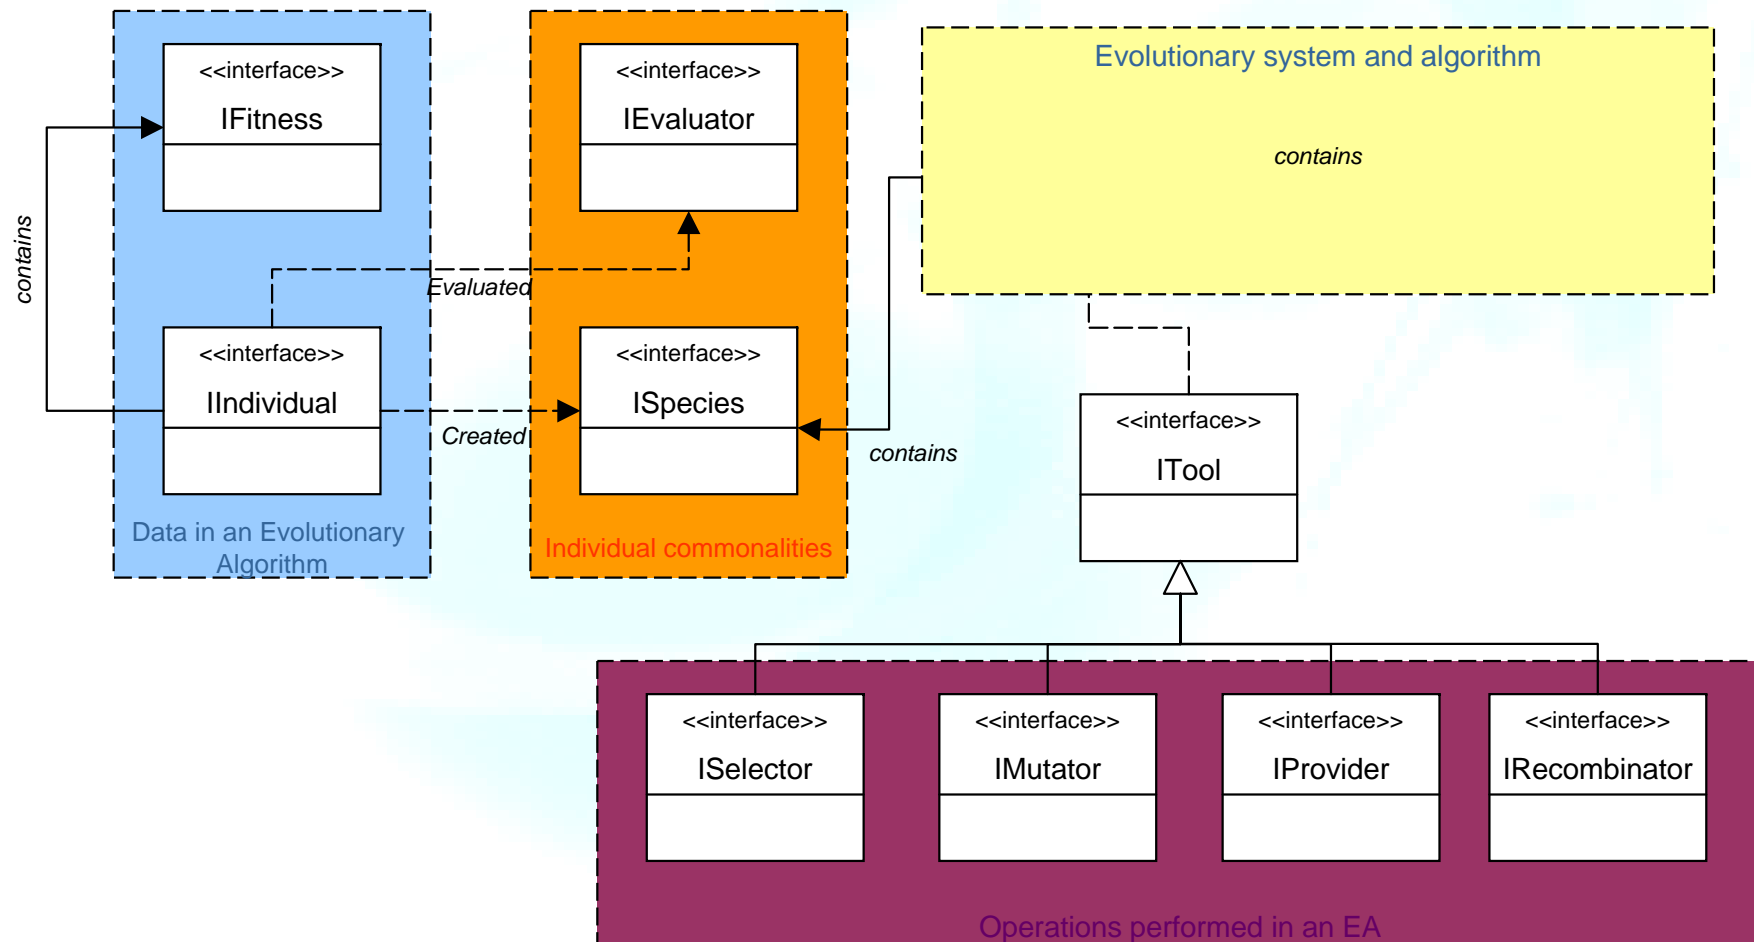 <<interface>>
IFitness
contains
<<interface>>
IIndividual
Data in an Evolutionary
Algorithm
Evaluated
Created
<<interface>>
IEvaluator
<<interface>>
ISpecies
Individual commonalities
contains
Evolutionary system and algorithm
contains
<<interface>>
ITool
<<interface>>
ISelector
<<interface>>
IMutator
<<interface>>
IProvider
<<interface>>
IRecombinator
Operations performed in an EA